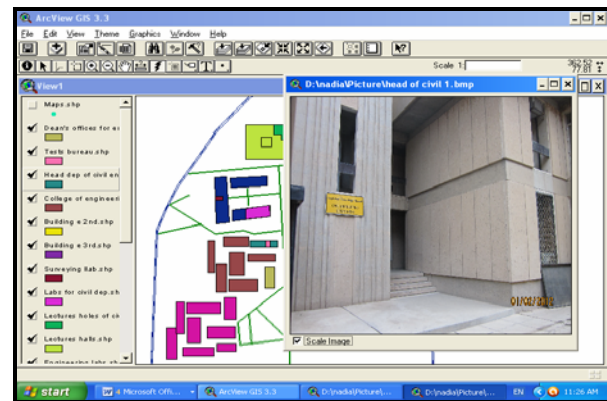 ArcView GIS 3.3
File Edit View Theme Graphics Window Help
Scale 1:
View1
Maps.shp
Dean's offices for e
Tests bureau.shp
Head dep of civil en
College of engineeri
Building e 2nd.shp
Building e 3rd.shp
Surveying llab.shp
Labs for civil dep.sh
Lectures holes of ci
Lectures halls.shp
Engineering labs.sh
D:\nadia\Picture\head of civil 1.bmp
Scale Image
start
4 Microsoft Offi...
ArcView GIS 3.3
D:\nadia\Picture\...
D:\nadia\Picture\...
EN
11:26 AM